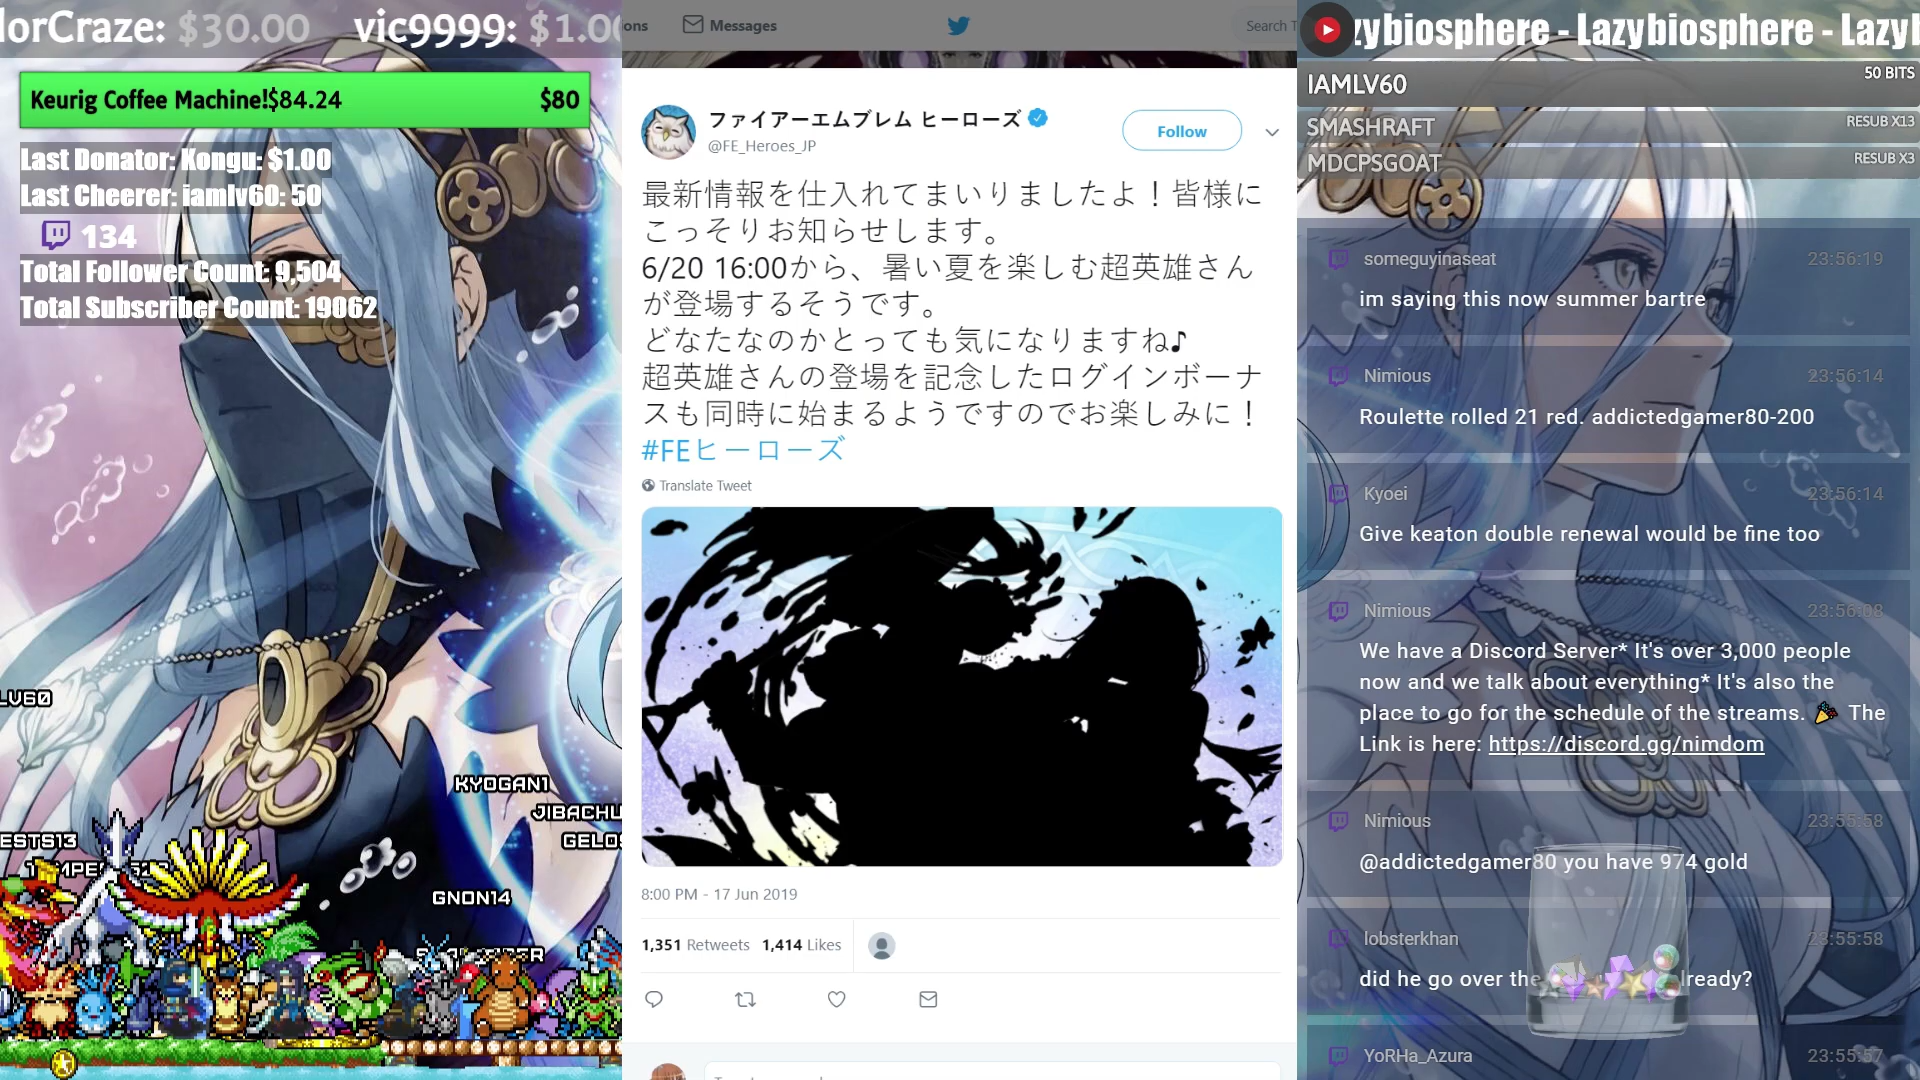 lorCraze: $30.00 vic9999: $1.00
Keurig Coffee Machine!$84.24 $80
Last Donator: Kongu: $1.00
Last Cheerer: iamlv60: 50
134
Total Follower Count: 9,504
Total Subscriber Count: 19062
LV60
KYOGAN1
JIBACHU
ESTS13
GELOS
GNON14
ons Messages Search T
ファイアーエムブレム ヒーローズ
@FE_Heroes_JP
Follow
最新情報を仕入れてまいりましたよ！皆様に
こっそりお知らせします。
6/20 16:00から、暑い夏を楽しむ超英雄さん
が登場するそうです。
どなたなのかとっても気になりますね♪
超英雄さんの登場を記念したログインボーナ
スも同時に始まるようですのでお楽しみに！
#FEヒーローズ
Translate Tweet
8:00 PM - 17 Jun 2019
1,351 Retweets 1,414 Likes
zybiosphere - Lazybiosphere - Lazyb
IAMLV60 50 BITS
SMASHRAFT RESUB X13
MDCPSGOAT RESUB X3
someguyinaseat 23:56:19
im saying this now summer bartre
Nimious 23:56:14
Roulette rolled 21 red. addictedgamer80-200
Kyoei 23:56:14
Give keaton double renewal would be fine too
Nimious 23:56:08
We have a Discord Server* It's over 3,000 people
now and we talk about everything* It's also the
place to go for the schedule of the streams. 🎉 The
Link is here: https://discord.gg/nimdom
Nimious 23:55:58
@addictedgamer80 you have 974 gold
lobsterkhan 23:55:58
did he go over the lready?
YoRHa_Azura 23:55:57